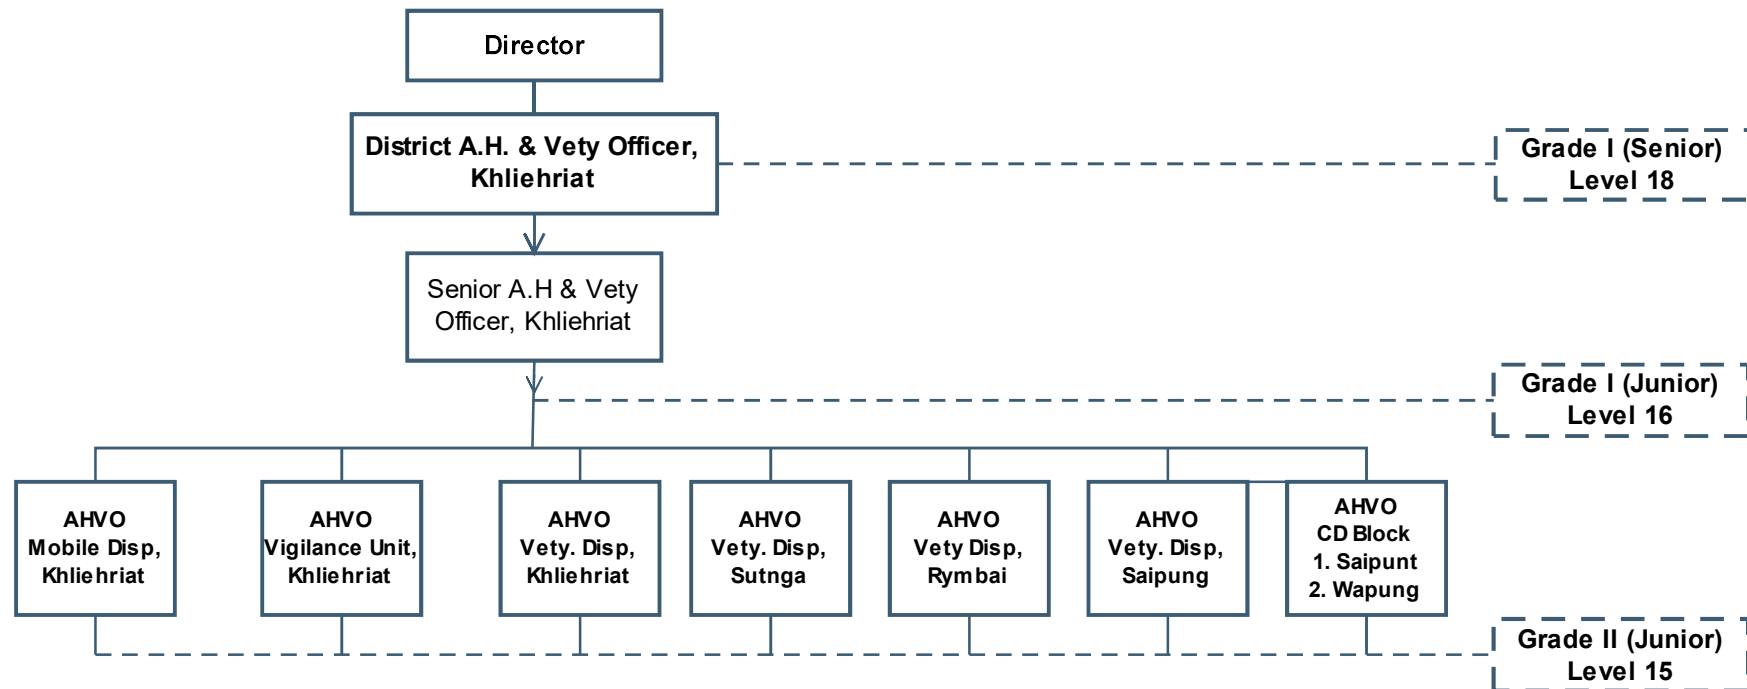 Director
District A.H. & Vety Officer,
Khliehriat
Grade I (Senior)
Level 18
Senior A.H & Vety
Officer, Khliehriat
Grade I (Junior)
Level 16
AHVO
Mobile Disp,
Khliehriat
AHVO
Vigilance Unit,
Khliehriat
AHVO
Vety. Disp,
Khliehriat
AHVO
Vety. Disp,
Sutnga
AHVO
Vety Disp,
Rymbai
AHVO
Vety. Disp,
Saipung
AHVO
CD Block
1. Saipunt
2. Wapung
Grade II (Junior)
Level 15